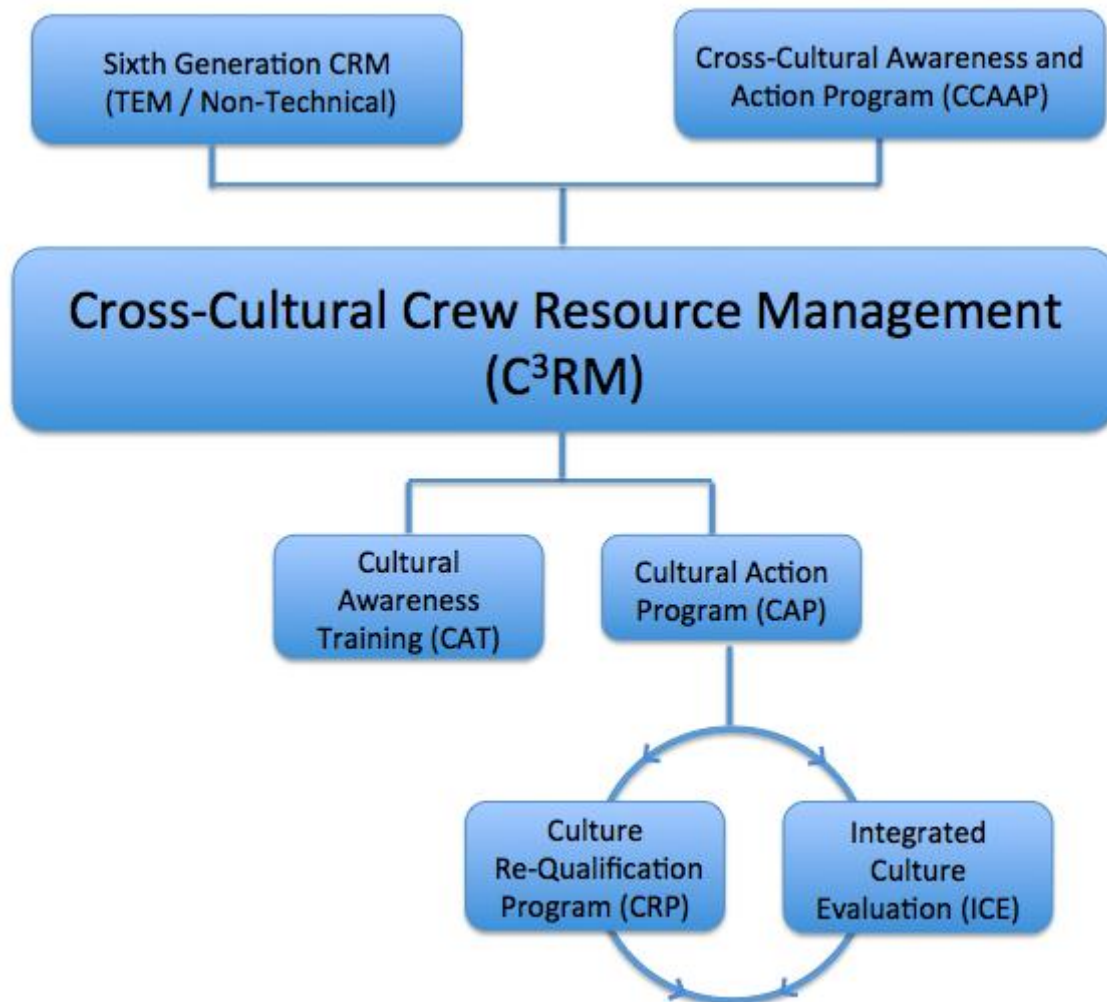 Sixth Generation CRM
(TEM / Non-Technical)
Cross-Cultural Awareness and
Action Program (CCAAP)
Cross-Cultural Crew Resource Management
(C³RM)
Cultural
Awareness
Training (CAT)
Cultural Action
Program (CAP)
Culture
Re-Qualification
Program (CRP)
Integrated
Culture
Evaluation (ICE)